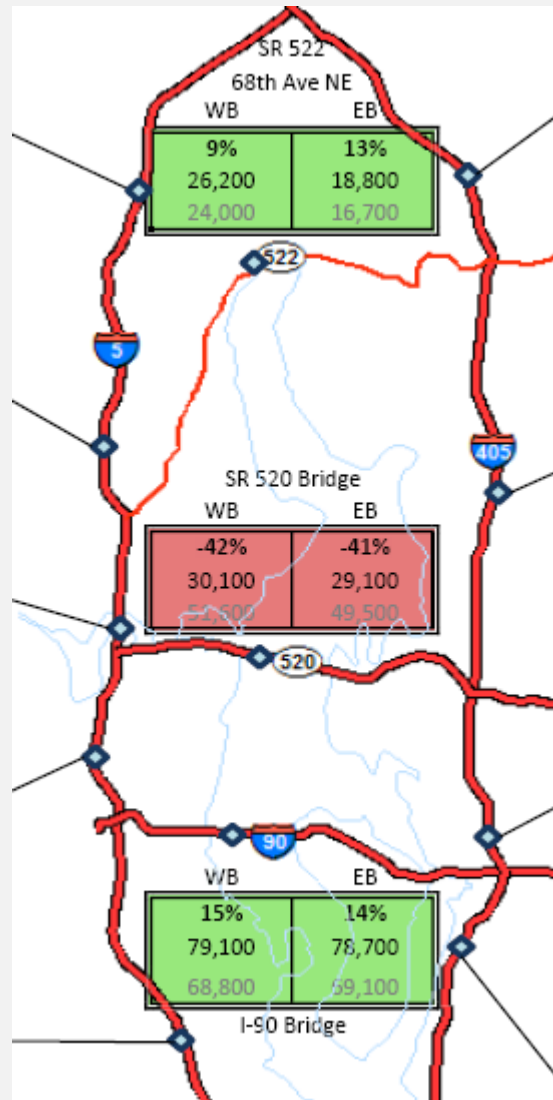 SR 522
68th Ave NE
WB EB
9% 13%
26,200 18,800
24,000 16,700
522
5
405
SR 520 Bridge
WB EB
-42% -41%
30,100 29,100
51,600 49,500
520
90
WB EB
15% 14%
79,100 78,700
68,800 69,100
I-90 Bridge